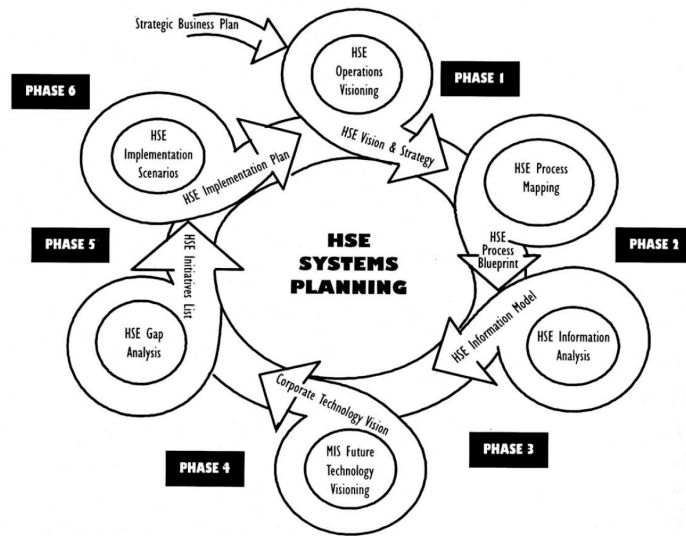 Strategic Business Plan
HSE
Operations
Visioning
PHASE 1
HSE Vision & Strategy
HSE Process
Mapping
PHASE 2
HSE
Process
Blueprint
HSE Information
Analysis
HSE Information Model
PHASE 3
MIS Future
Technology
Visioning
Corporate Technology Vision
PHASE 4
HSE Gap
Analysis
HSE Initiatives List
PHASE 5
HSE
Implementation
Scenarios
HSE Implementation Plan
PHASE 6
HSE
SYSTEMS
PLANNING